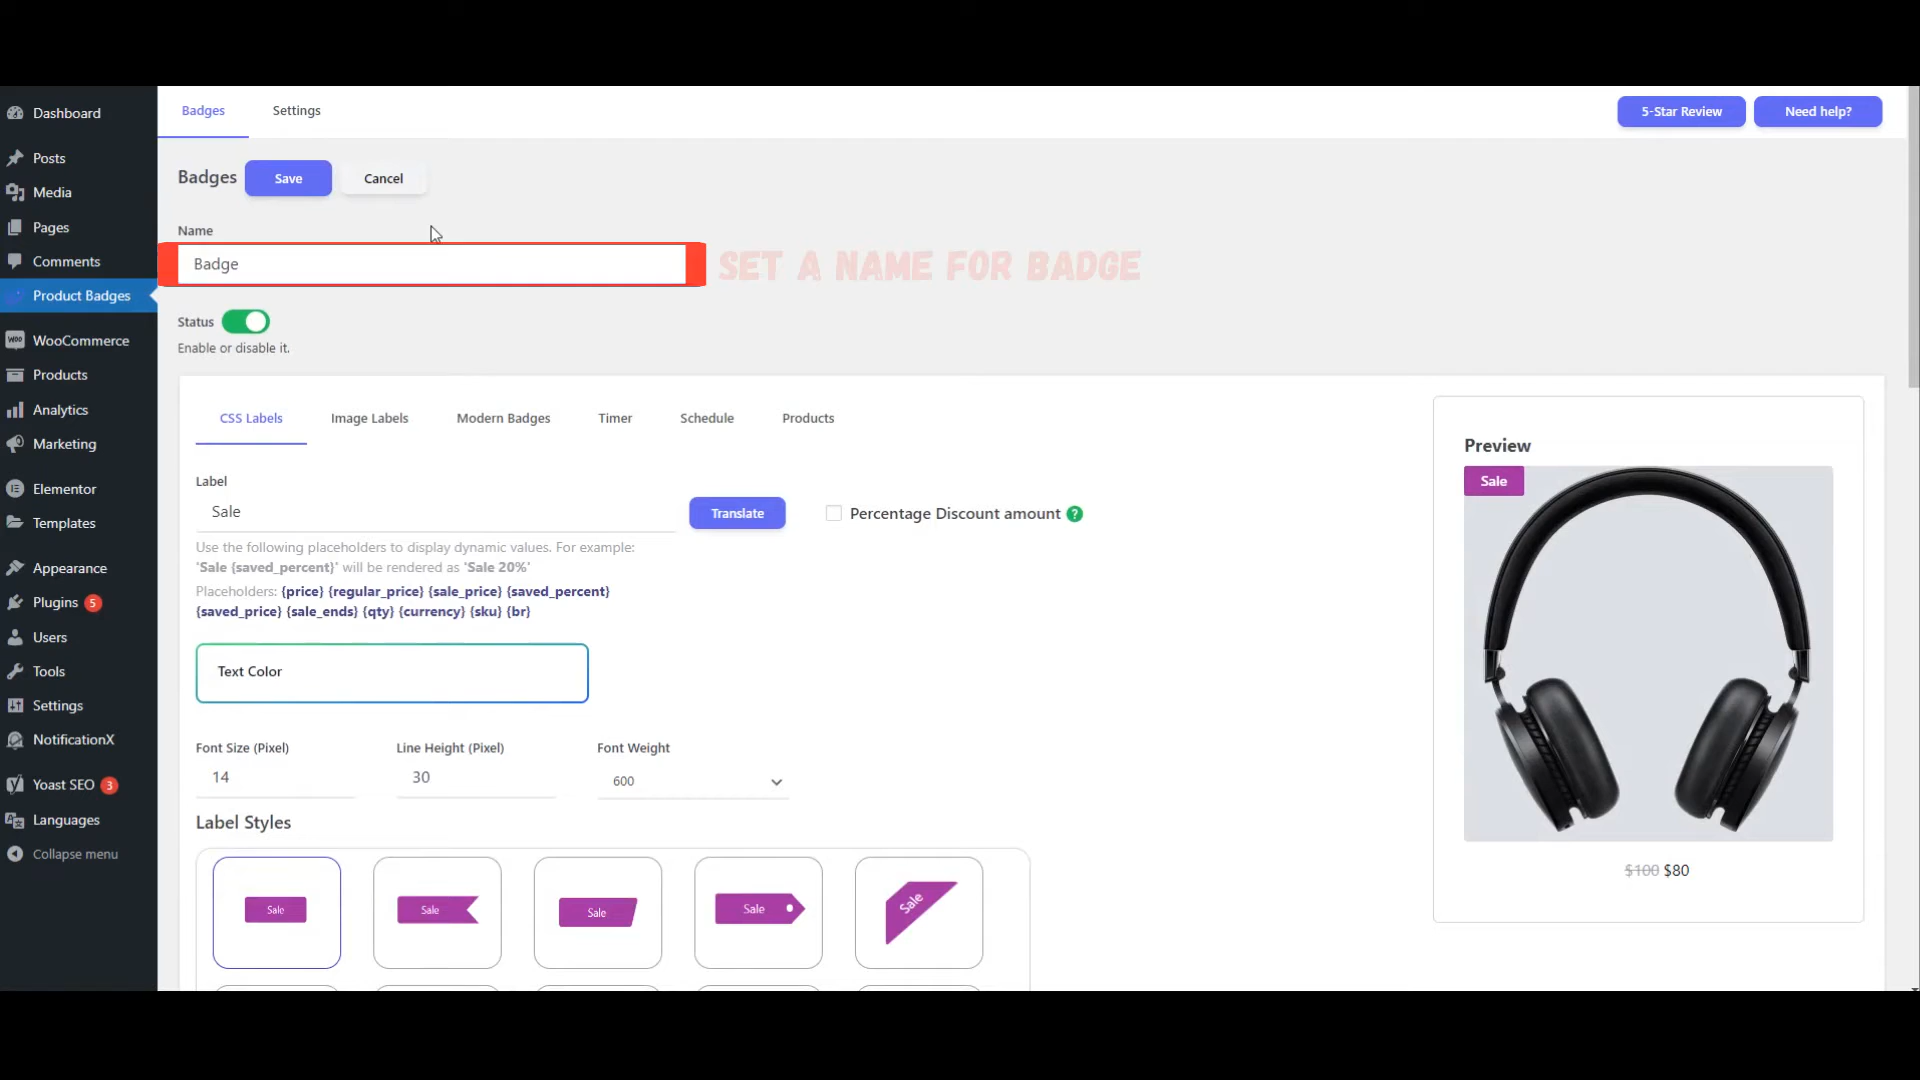 Dashboard
Posts
Media
Pages
Comments
Product Badges
WooCommerce
Products
Analytics
Marketing
Elementor
Templates
Appearance
Plugins 5
Users
Tools
Settings
NotificationX
Yoast SEO 3
Languages
Collapse menu
Badges
Settings
5-Star Review
Need help?
Badges
Save
Cancel
Name
Badge
SET A NAME FOR BADGE
Status
Enable or disable it.
CSS Labels
Image Labels
Modern Badges
Timer
Schedule
Products
Label
Sale
Translate
Percentage Discount amount ?
Use the following placeholders to display dynamic values. For example:
'Sale {saved_percent}' will be rendered as 'Sale 20%'
Placeholders: {price} {regular_price} {sale_price} {saved_percent}
{saved_price} {sale_ends} {qty} {currency} {sku} {br}
Text Color
Font Size (Pixel)
14
Line Height (Pixel)
30
Font Weight
600
Label Styles
Sale
Sale
Sale
Sale
Sale
Preview
Sale
$100 $80